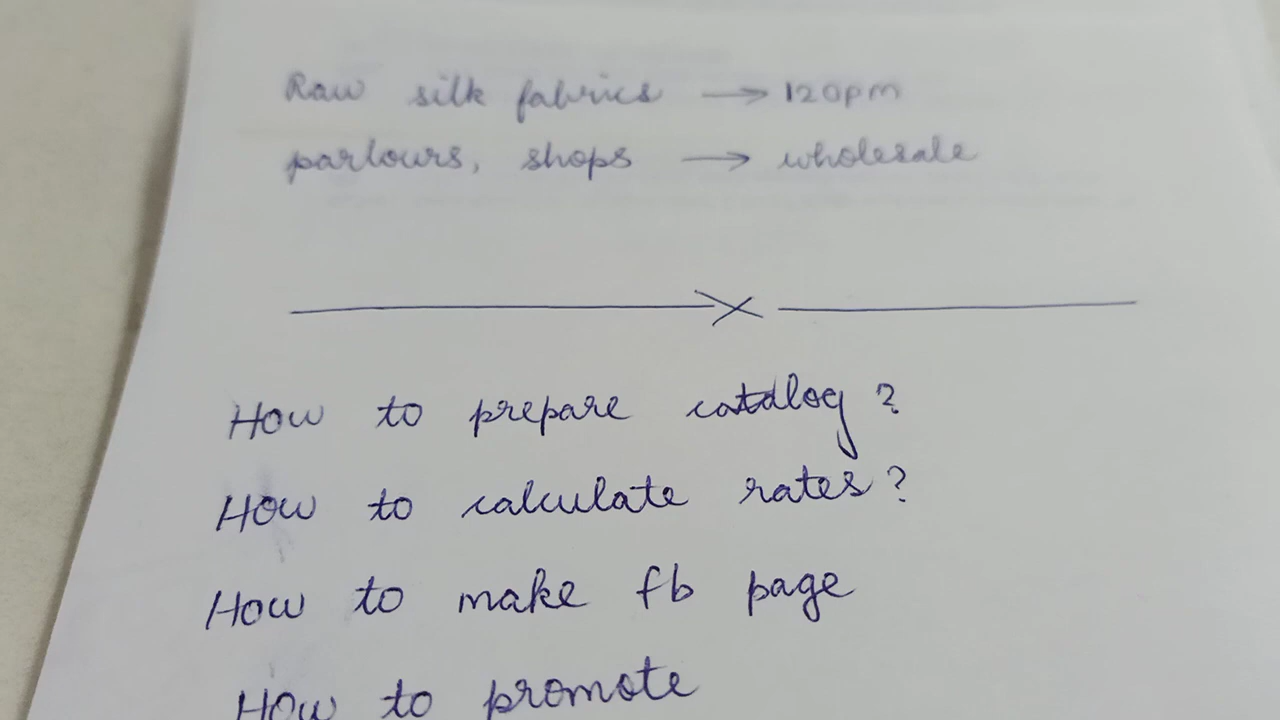 Raw silk fabrics → 120pm
parlours, shops → wholesale
How to prepare catalog ?
How to calculate rates ?
How to make fb page
How to promote